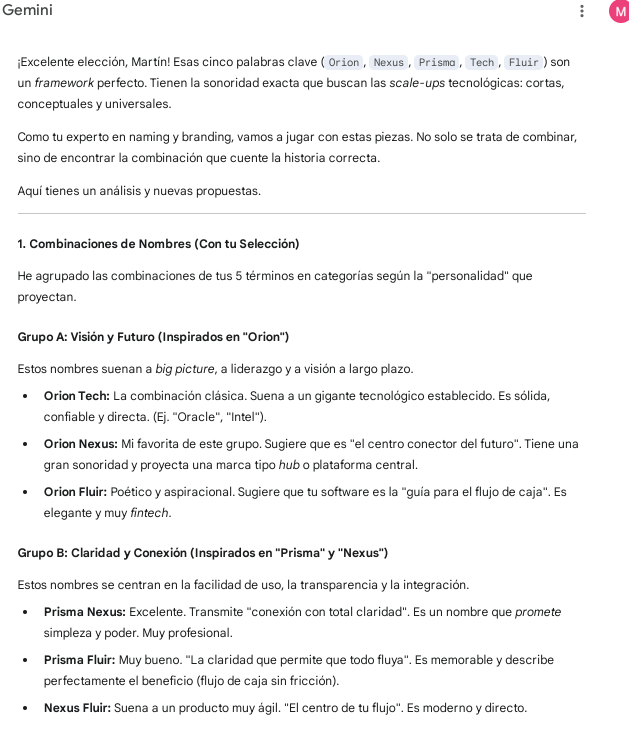 Gemini
M
¡Excelente elección, Martín! Esas cinco palabras clave ( Orion , Nexus , Prisma , Tech , Fluir ) son
un framework perfecto. Tienen la sonoridad exacta que buscan las scale-ups tecnológicas: cortas,
conceptuales y universales.
Como tu experto en naming y branding, vamos a jugar con estas piezas. No solo se trata de combinar,
sino de encontrar la combinación que cuente la historia correcta.
Aquí tienes un análisis y nuevas propuestas.
1. Combinaciones de Nombres (Con tu Selección)
He agrupado las combinaciones de tus 5 términos en categorías según la "personalidad" que
proyectan.
Grupo A: Visión y Futuro (Inspirados en "Orion")
Estos nombres suenan a big picture, a liderazgo y a visión a largo plazo.
• Orion Tech: La combinación clásica. Suena a un gigante tecnológico establecido. Es sólida,
confiable y directa. (Ej. "Oracle", "Intel").
• Orion Nexus: Mi favorita de este grupo. Sugiere que es "el centro conector del futuro". Tiene una
gran sonoridad y proyecta una marca tipo hub o plataforma central.
• Orion Fluir: Poético y aspiracional. Sugiere que tu software es la "guía para el flujo de caja". Es
elegante y muy fintech.
Grupo B: Claridad y Conexión (Inspirados en "Prisma" y "Nexus")
Estos nombres se centran en la facilidad de uso, la transparencia y la integración.
• Prisma Nexus: Excelente. Transmite "conexión con total claridad". Es un nombre que promete
simpleza y poder. Muy profesional.
• Prisma Fluir: Muy bueno. "La claridad que permite que todo fluya". Es memorable y describe
perfectamente el beneficio (flujo de caja sin fricción).
• Nexus Fluir: Suena a un producto muy ágil. "El centro de tu flujo". Es moderno y directo.